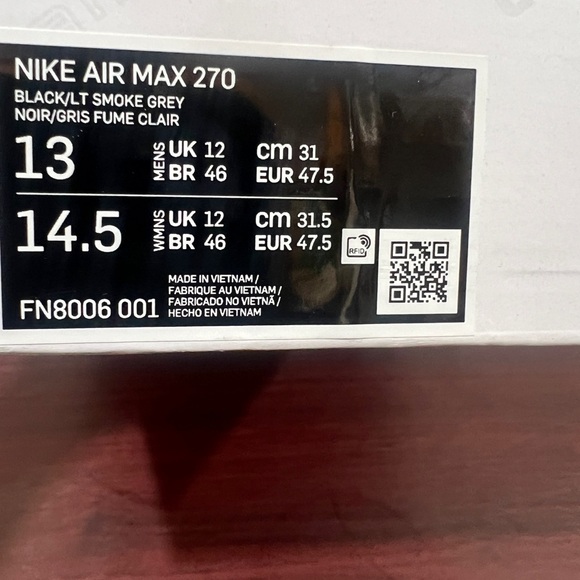 NIKE AIR MAX 270
BLACK/LT SMOKE GREY
NOIR/GRIS FUME CLAIR
13 MENS UK 12 cm 31
BR 46 EUR 47.5
14.5 WMNS UK 12 cm 31.5
BR 46 EUR 47.5
RFID
MADE IN VIETNAM /
FABRIQUE AU VIETNAM /
FABRICADO NO VIETNÃ /
HECHO EN VIETNAM
FN8006 001